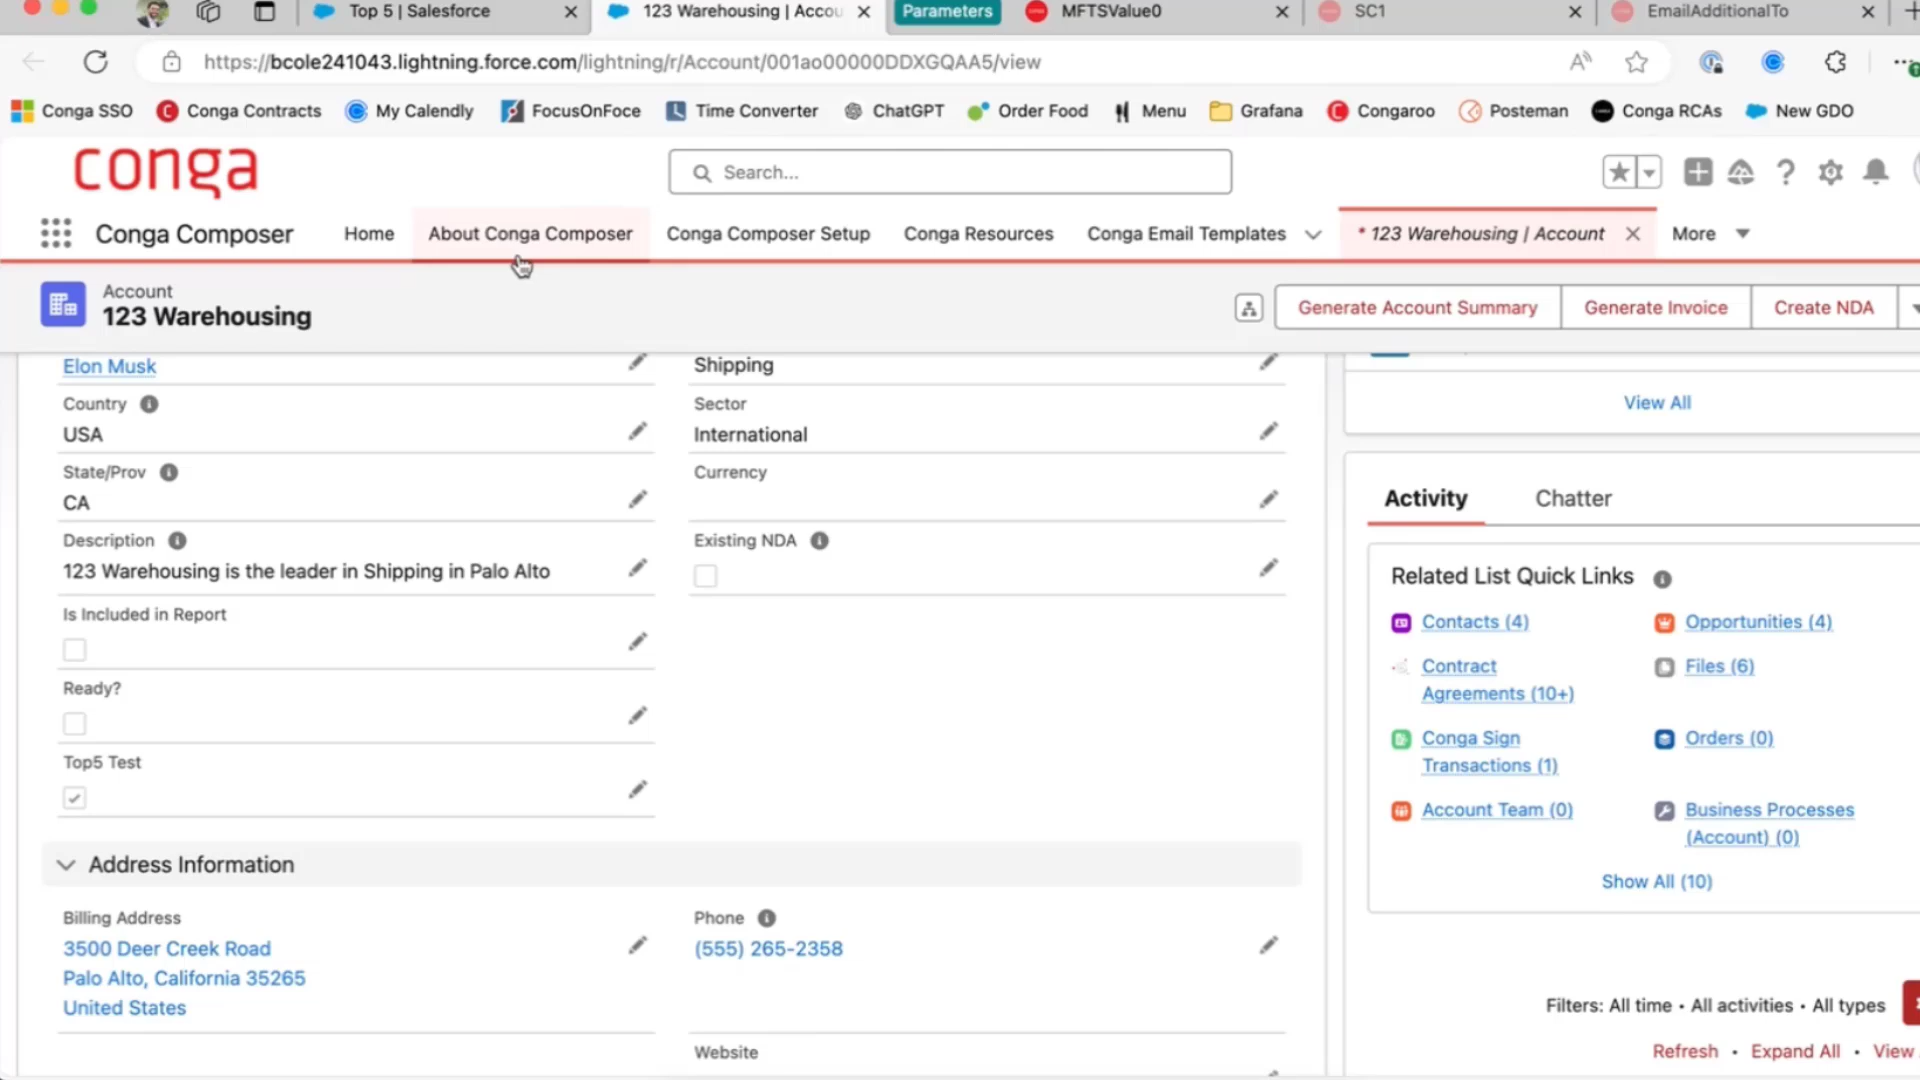 Top 5 | Salesforce
123 Warehousing | Accou
Parameters
MFTSValue0
SC1
EmailAdditionalTo
https://bcole241043.lightning.force.com/lightning/r/Account/001ao00000DDXGQAA5/view
Conga SSO
Conga Contracts
My Calendly
FocusOnFoce
Time Converter
ChatGPT
Order Food
Menu
Grafana
Congaroo
Posteman
Conga RCAs
New GDO
conga
Search...
Conga Composer
Home
About Conga Composer
Conga Composer Setup
Conga Resources
Conga Email Templates
* 123 Warehousing | Account
More
Account
123 Warehousing
Generate Account Summary
Generate Invoice
Create NDA
Elon Musk
Shipping
Country
USA
Sector
International
State/Prov
CA
Currency
Description
123 Warehousing is the leader in Shipping in Palo Alto
Existing NDA
Is Included in Report
Ready?
Top5 Test
Address Information
Billing Address
3500 Deer Creek Road
Palo Alto, California 35265
United States
Phone
(555) 265-2358
Website
View All
Activity
Chatter
Related List Quick Links
Contacts (4)
Opportunities (4)
Contract
Agreements (10+)
Files (6)
Conga Sign
Transactions (1)
Orders (0)
Account Team (0)
Business Processes
(Account) (0)
Show All (10)
Filters: All time • All activities • All types
Refresh • Expand All • View